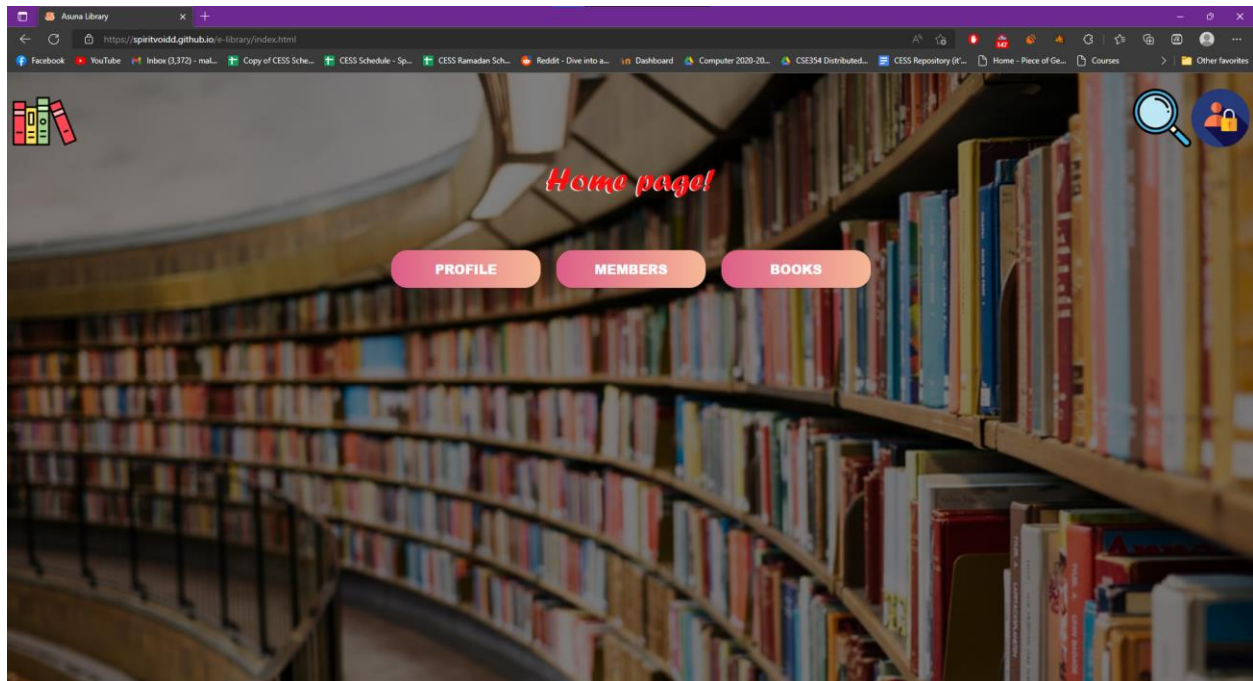 Asuna Library
https://spiritvoidd.github.io/e-library/index.html
147
Facebook YouTube Inbox (3,372) - mal... Copy of CESS Sche... CESS Schedule - Sp... CESS Ramadan Sch... Reddit - Dive into a... Dashboard Computer 2020-20... CSE354 Distributed... CESS Repository (it'... Home - Piece of Ge... Courses Other favorites
Home page!
PROFILE MEMBERS BOOKS